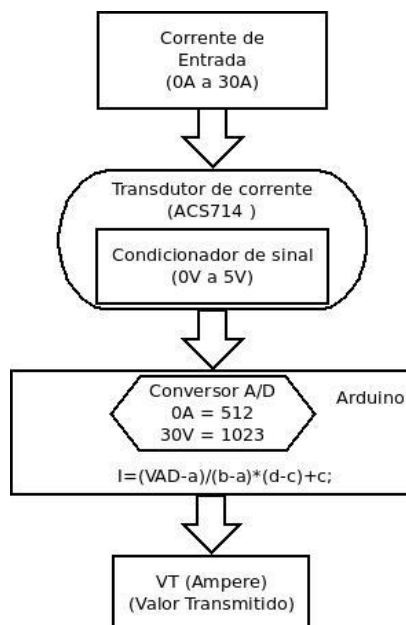 Corrente de
Entrada
(0A a 30A)
Transdutor de corrente
(ACS714 )
Condicionador de sinal
(0V a 5V)
Conversor A/D
0A = 512
30V = 1023
Arduino
I=(VAD-a)/(b-a)*(d-c)+c;
VT (Ampere)
(Valor Transmitido)